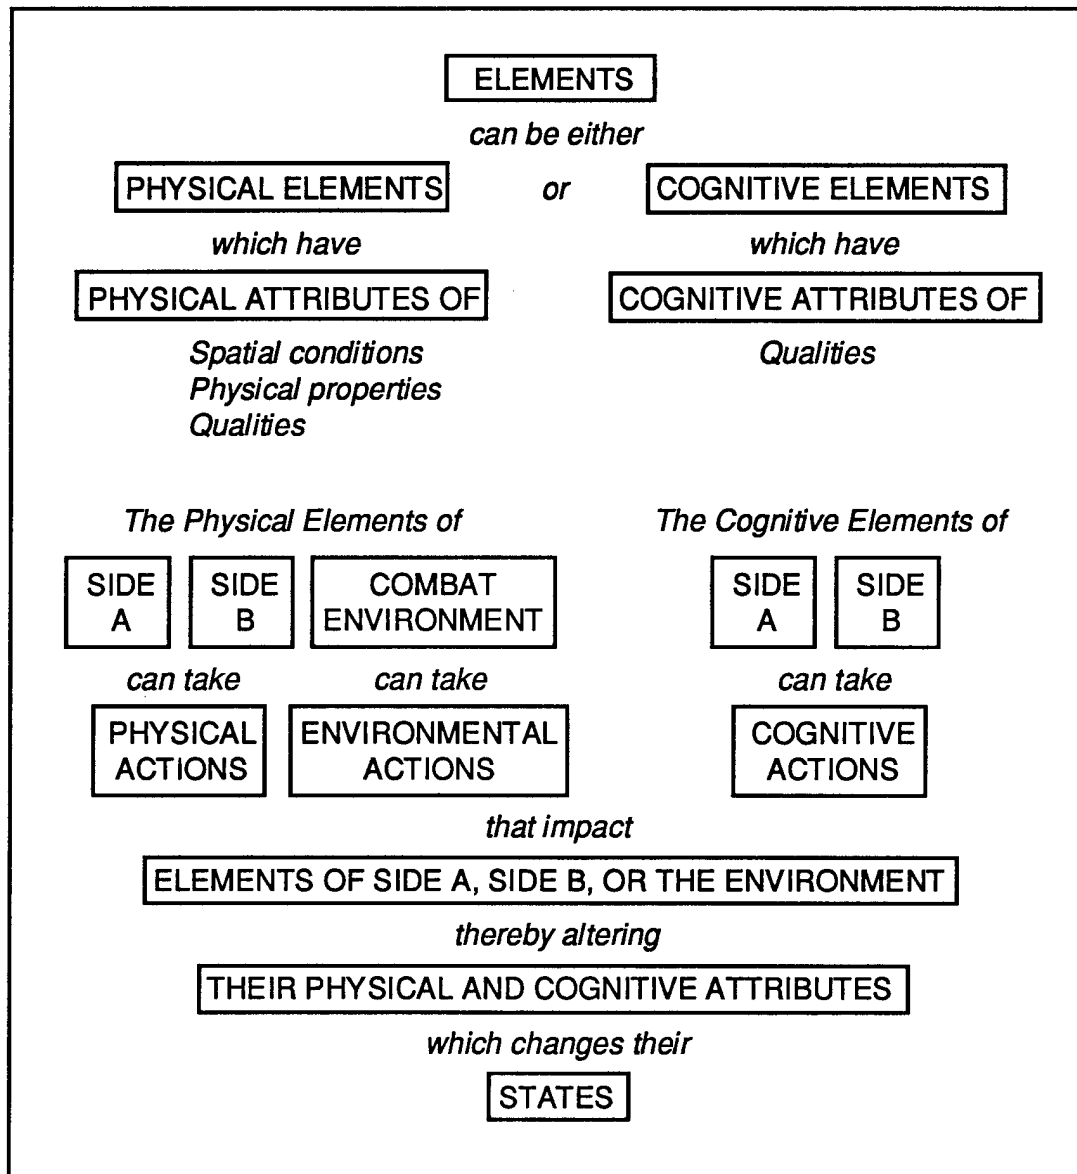 ELEMENTS
can be either
PHYSICAL ELEMENTS or COGNITIVE ELEMENTS
which have which have
PHYSICAL ATTRIBUTES OF COGNITIVE ATTRIBUTES OF
Spatial conditions Qualities
Physical properties
Qualities
The Physical Elements of The Cognitive Elements of
SIDE SIDE COMBAT SIDE SIDE
A B ENVIRONMENT A B
can take can take can take
PHYSICAL ENVIRONMENTAL COGNITIVE
ACTIONS ACTIONS ACTIONS
that impact
ELEMENTS OF SIDE A, SIDE B, OR THE ENVIRONMENT
thereby altering
THEIR PHYSICAL AND COGNITIVE ATTRIBUTES
which changes their
STATES